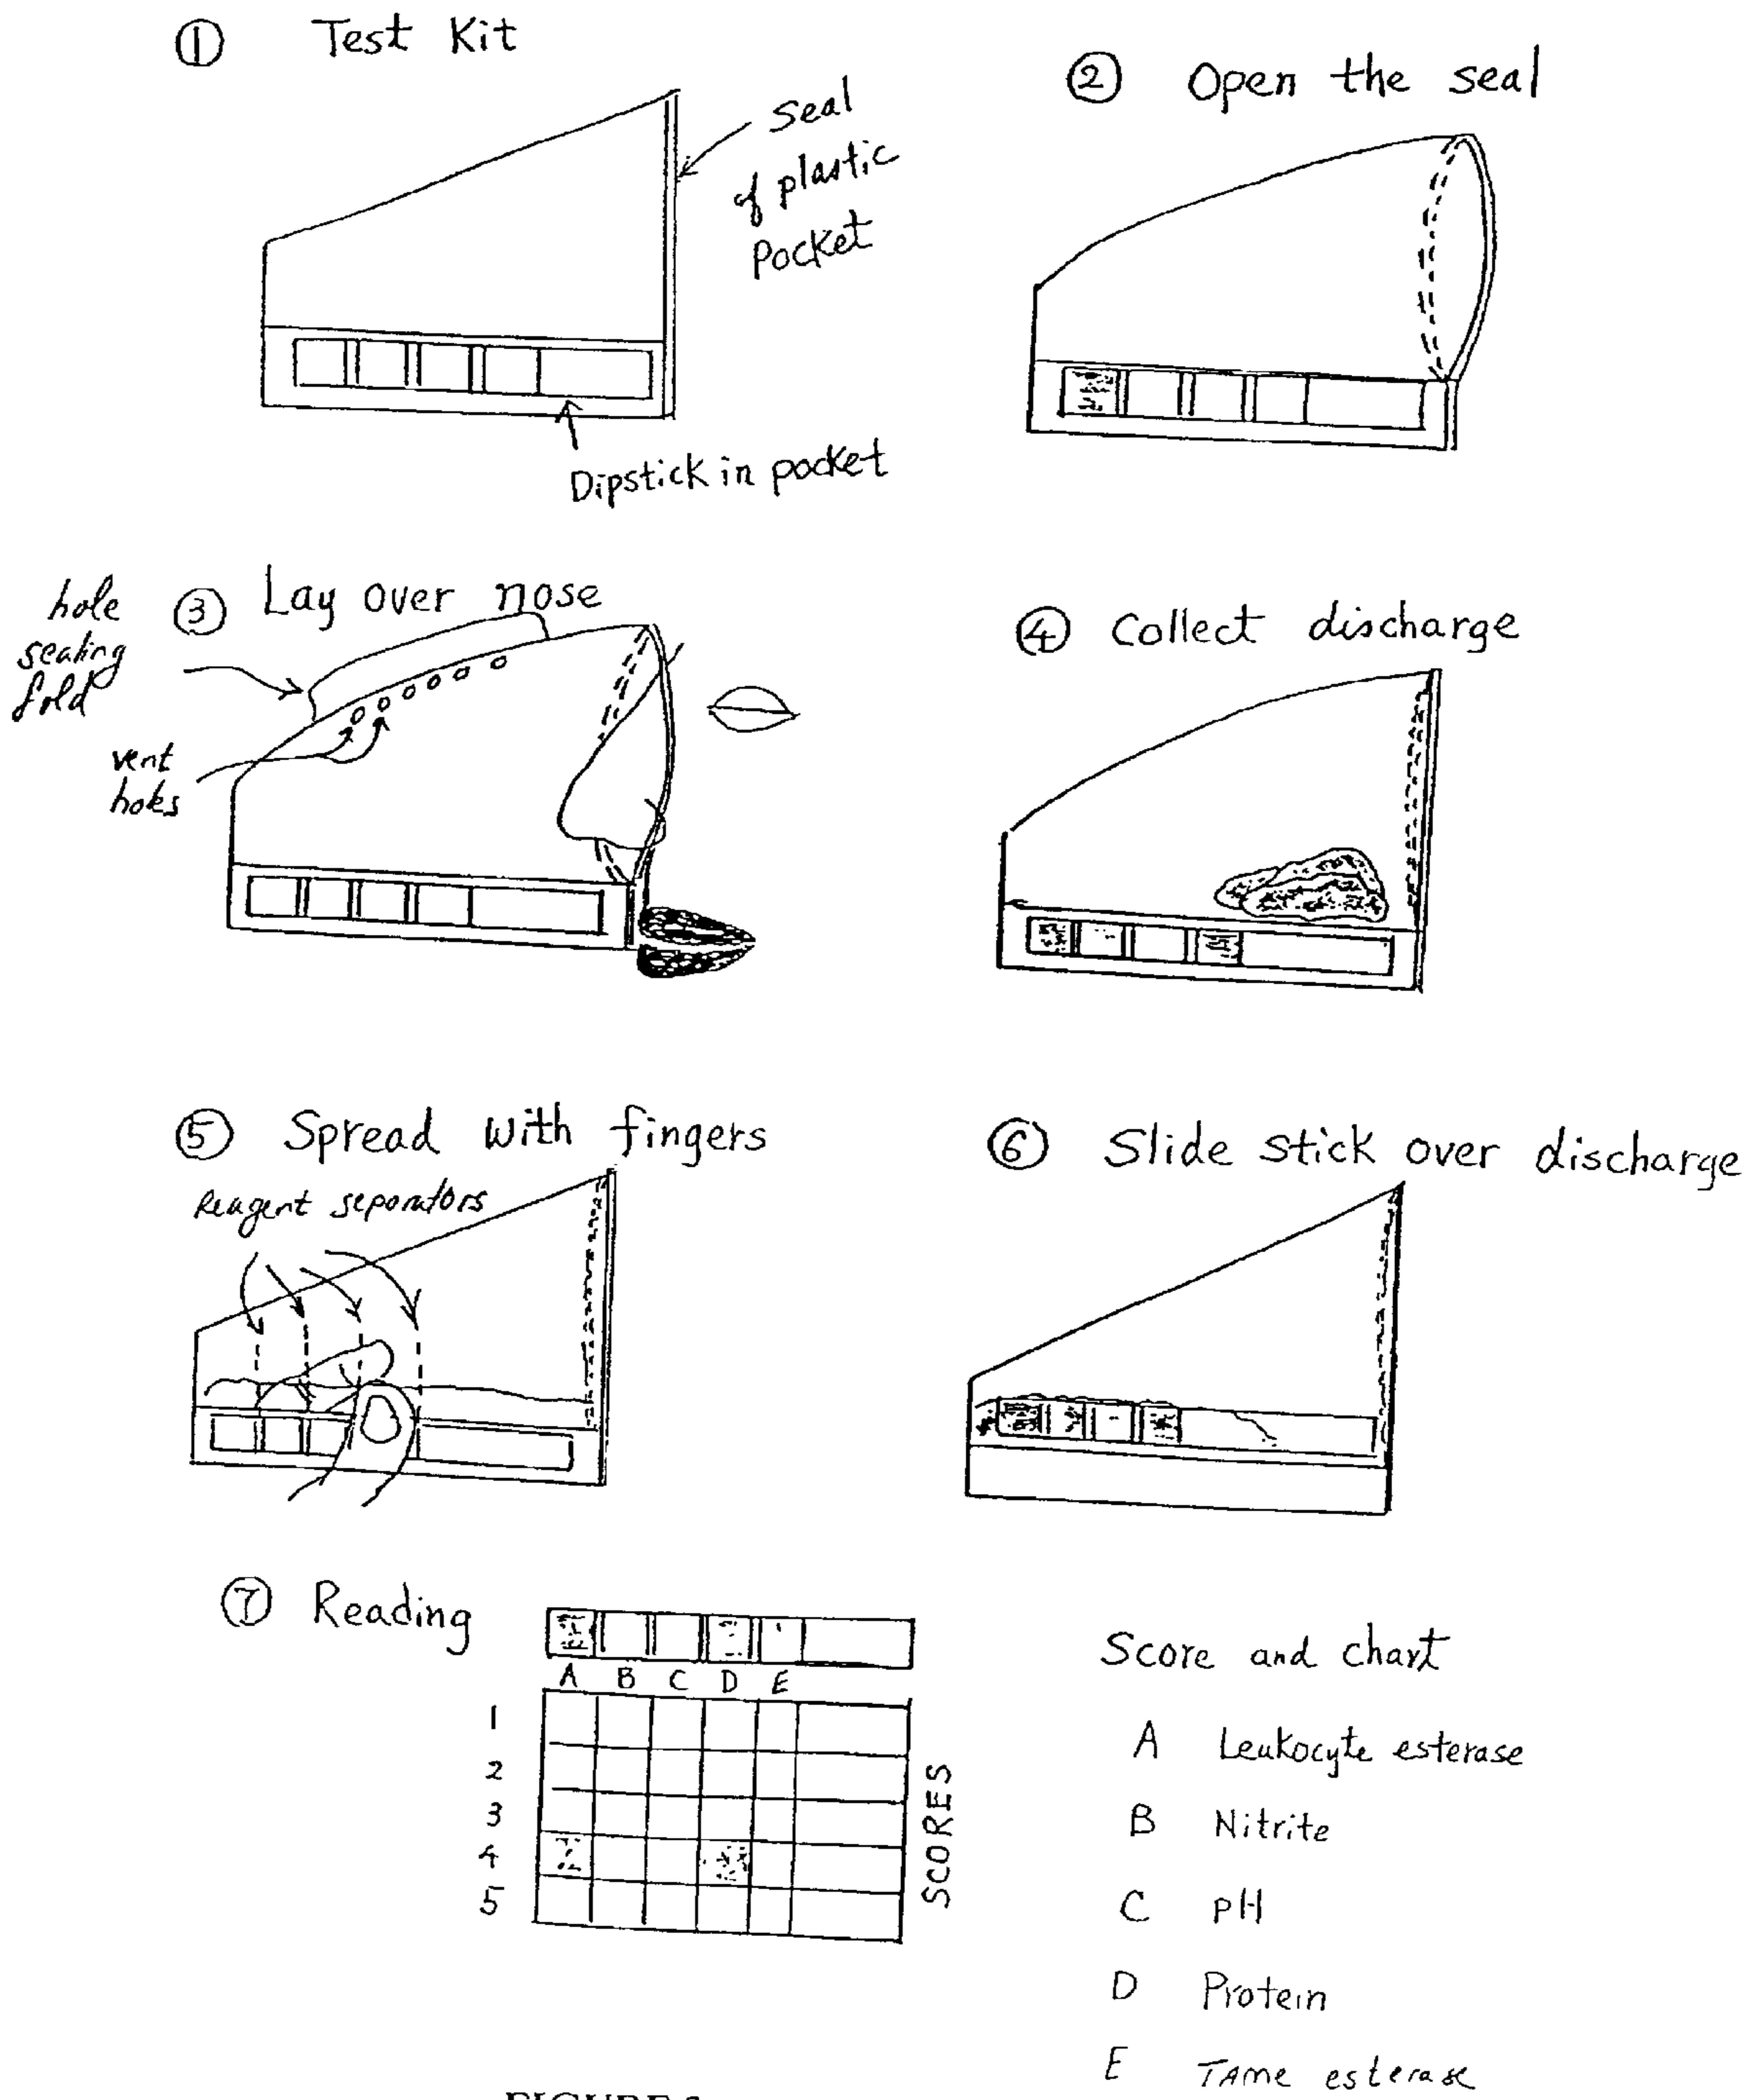 ① Test Kit
seal
of plastic
pocket
Dipstick in pocket
② Open the seal
③ Lay over nose
hole
sealing
fold
vent
holes
④ Collect discharge
⑤ Spread with fingers
Reagent separators
⑥ Slide stick over discharge
⑦ Reading
A B C D E
1
2
3
4
5
SCORES
Score and chart
A Leukocyte esterase
B Nitrite
C pH
D Protein
E TAME esterase